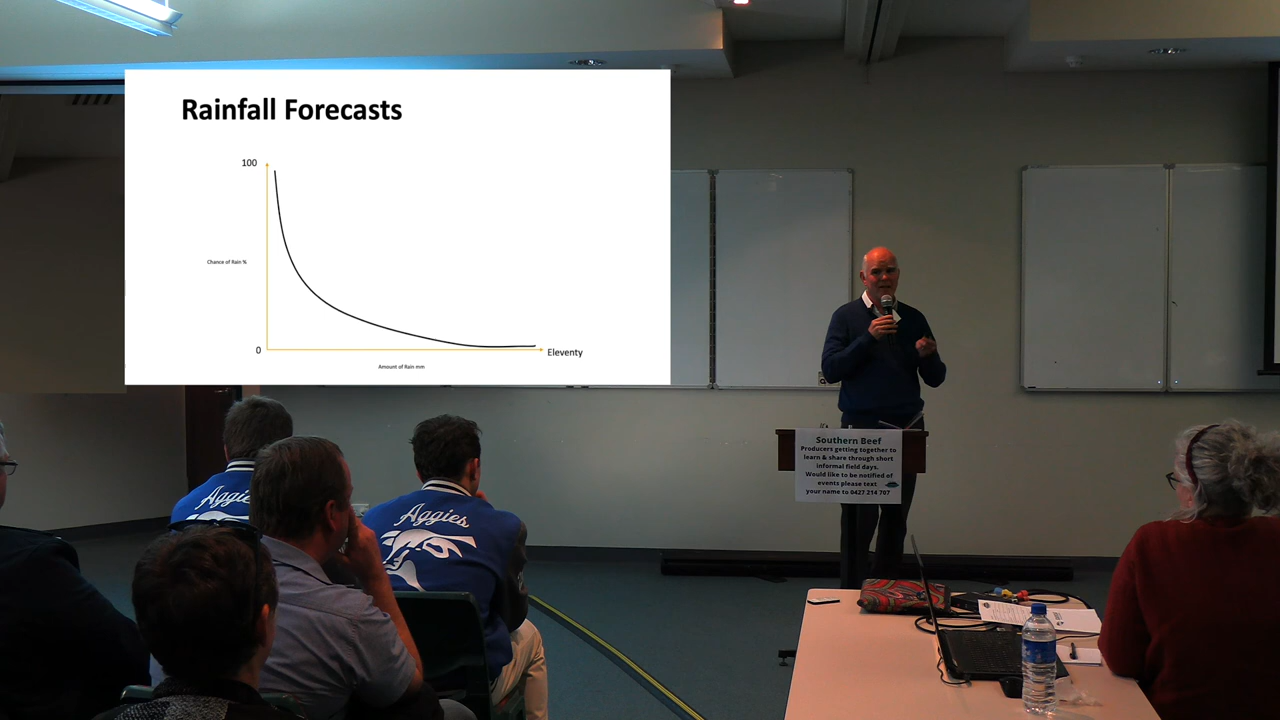 Rainfall Forecasts
100
Chance of Rain %
0
Eleventy
Amount of Rain mm
Southern Beef
Producers getting together to
learn & share through short
informal field days.
Would like to be notified of
events please text
your name to 0427 214 707
Aggies
Aggies